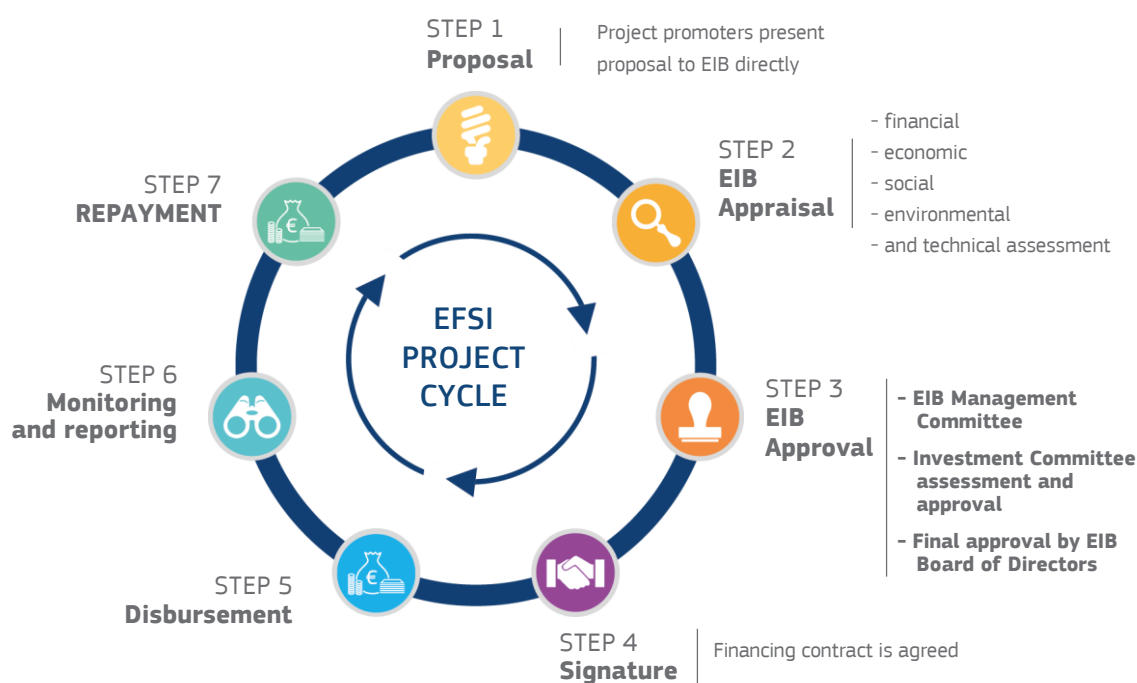 STEP 1
Proposal
Project promoters present
proposal to EIB directly
STEP 2
EIB
Appraisal
- financial
- economic
- social
- environmental
- and technical assessment
STEP 3
EIB
Approval
- EIB Management
Committee
- Investment Committee
assessment and
approval
- Final approval by EIB
Board of Directors
STEP 4
Signature
Financing contract is agreed
STEP 5
Disbursement
€
STEP 6
Monitoring
and reporting
STEP 7
REPAYMENT
€
EFSI
PROJECT
CYCLE